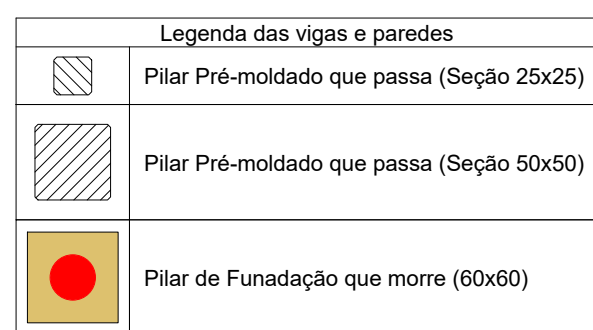 Legenda das vigas e paredes
Pilar Pré-moldado que passa (Seção 25x25)
Pilar Pré-moldado que passa (Seção 50x50)
Pilar de Funadação que morre (60x60)